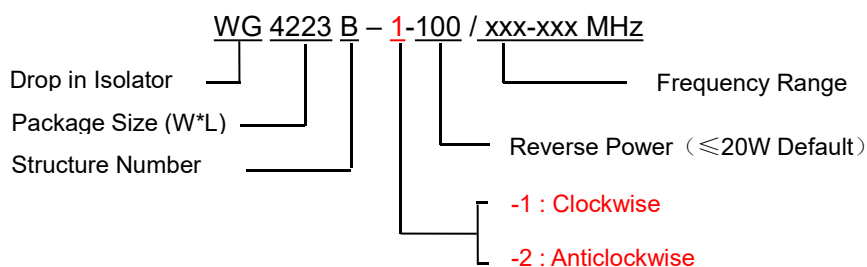 WG 4223 B – 1-100 / xxx-xxx MHz
Drop in Isolator
Frequency Range
Package Size (W*L)
Reverse Power（≤20W Default）
Structure Number
-1 : Clockwise
-2 : Anticlockwise